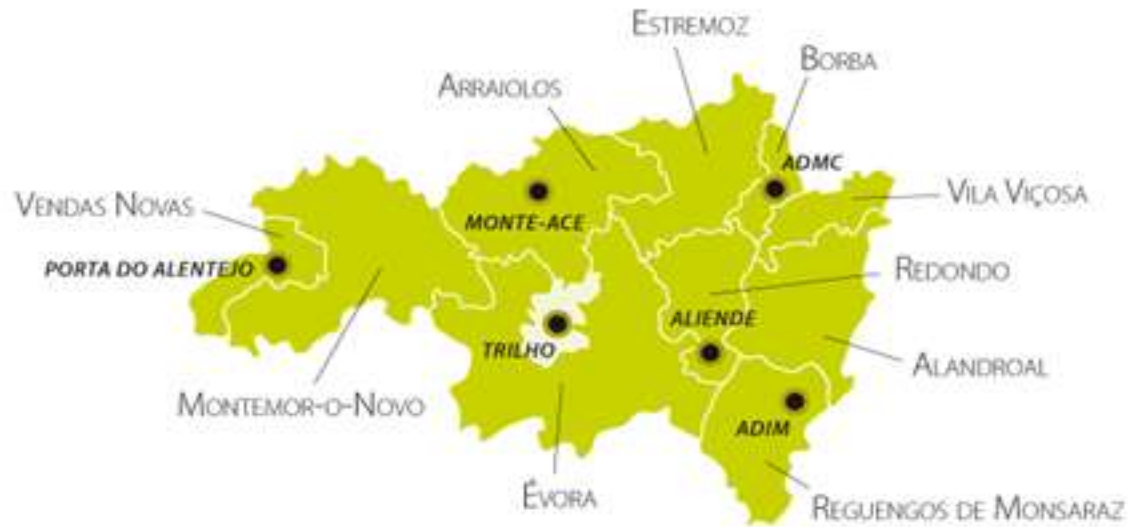 ESTREMOZ
BORBA
ARRAIOLOS
ADMC
VENDAS NOVAS
VILA VIÇOSA
MONTE-ACE
PORTA DO ALENTEJO
REDONDO
ALIENDE
TRILHO
ALANDROAL
MONTEMOR-O-NOVO
ADIM
ÉVORA
REGUENGOS DE MONSARAZ